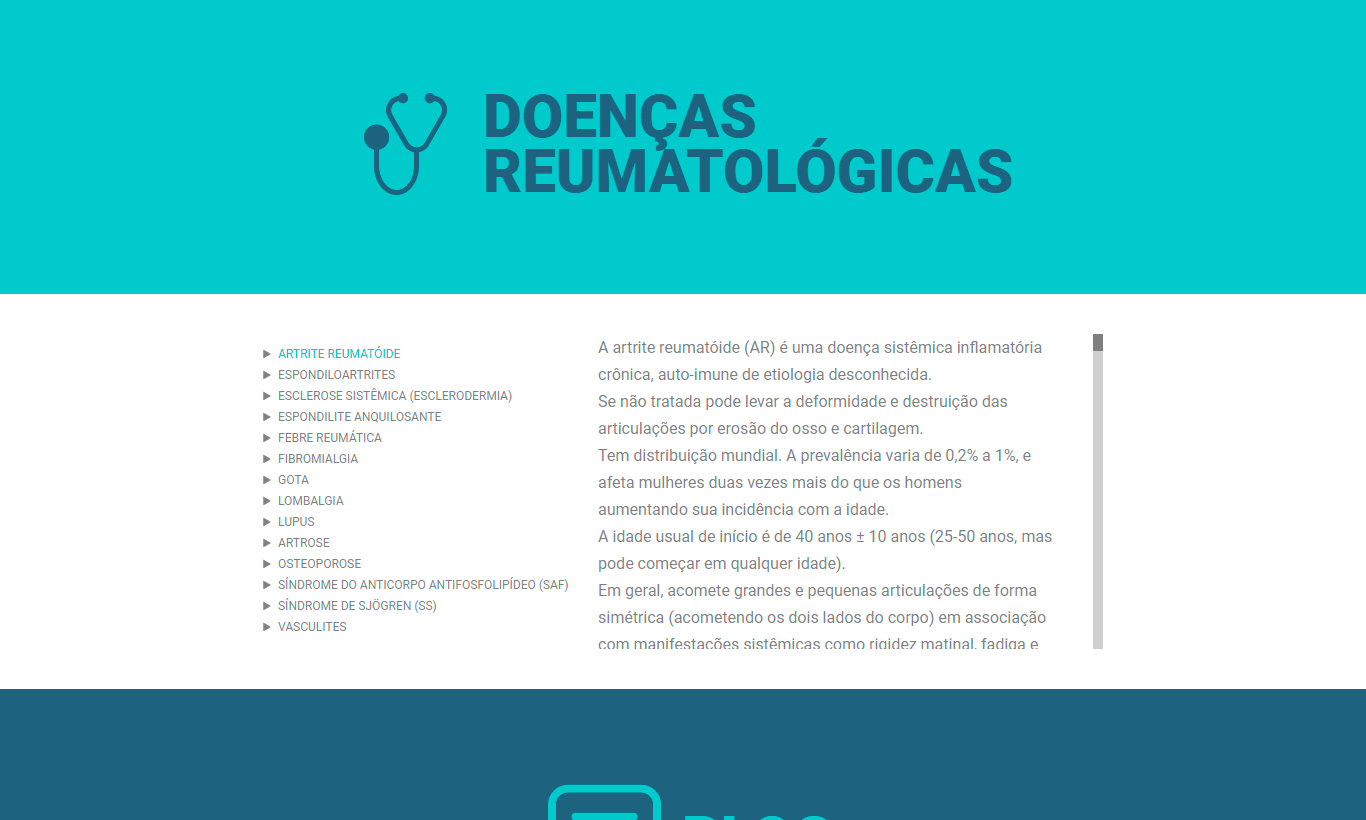 DOENÇAS
REUMATOLÓGICAS
ARTRITE REUMATÓIDE
ESPONDILOARTRITES
ESCLEROSE SISTÊMICA (ESCLERODERMIA)
ESPONDILITE ANQUILOSANTE
FEBRE REUMÁTICA
FIBROMIALGIA
GOTA
LOMBALGIA
LUPUS
ARTROSE
OSTEOPOROSE
SÍNDROME DO ANTICORPO ANTIFOSFOLIPÍDEO (SAF)
SÍNDROME DE SJÖGREN (SS)
VASCULITES
A artrite reumatóide (AR) é uma doença sistêmica inflamatória
crônica, auto-imune de etiologia desconhecida.
Se não tratada pode levar a deformidade e destruição das
articulações por erosão do osso e cartilagem.
Tem distribuição mundial. A prevalência varia de 0,2% a 1%, e
afeta mulheres duas vezes mais do que os homens
aumentando sua incidência com a idade.
A idade usual de início é de 40 anos ± 10 anos (25-50 anos, mas
pode começar em qualquer idade).
Em geral, acomete grandes e pequenas articulações de forma
simétrica (acometendo os dois lados do corpo) em associação
com manifestações sistêmicas como rigidez matinal, fadiga e